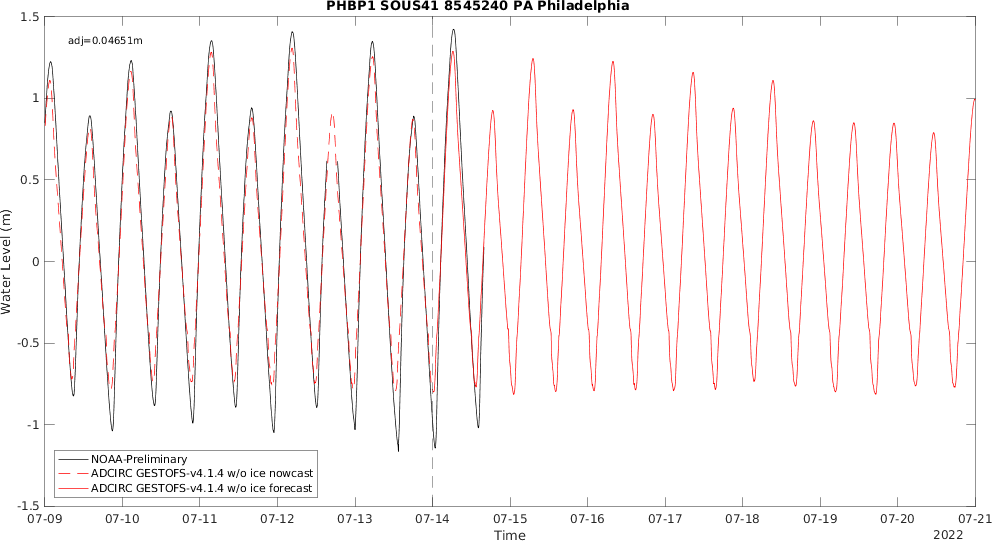 PHBP1 SOUS41 8545240 PA Philadelphia
adj=0.04651m
1.5
1
0.5
0
-0.5
-1
-1.5
Water Level (m)
NOAA-Preliminary
ADCIRC GESTOFS-v4.1.4 w/o ice nowcast
ADCIRC GESTOFS-v4.1.4 w/o ice forecast
07-09 07-10 07-11 07-12 07-13 07-14 07-15 07-16 07-17 07-18 07-19 07-20 07-21
Time
2022